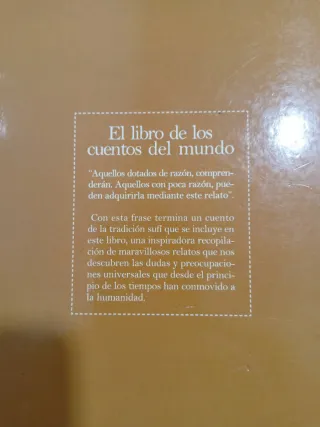 El libro de los
cuentos del mundo
"Aquellos dotados de razón, compren-
derán. Aquellos con poca razón, pue-
den adquirirla mediante este relato".
Con esta frase termina un cuento
de la tradición sufí que se incluye en
este libro, una inspiradora recopila-
ción de maravillosos relatos que nos
descubren las dudas y preocupacio-
nes universales que desde el princi-
pio de los tiempos han conmovido a
la humanidad.